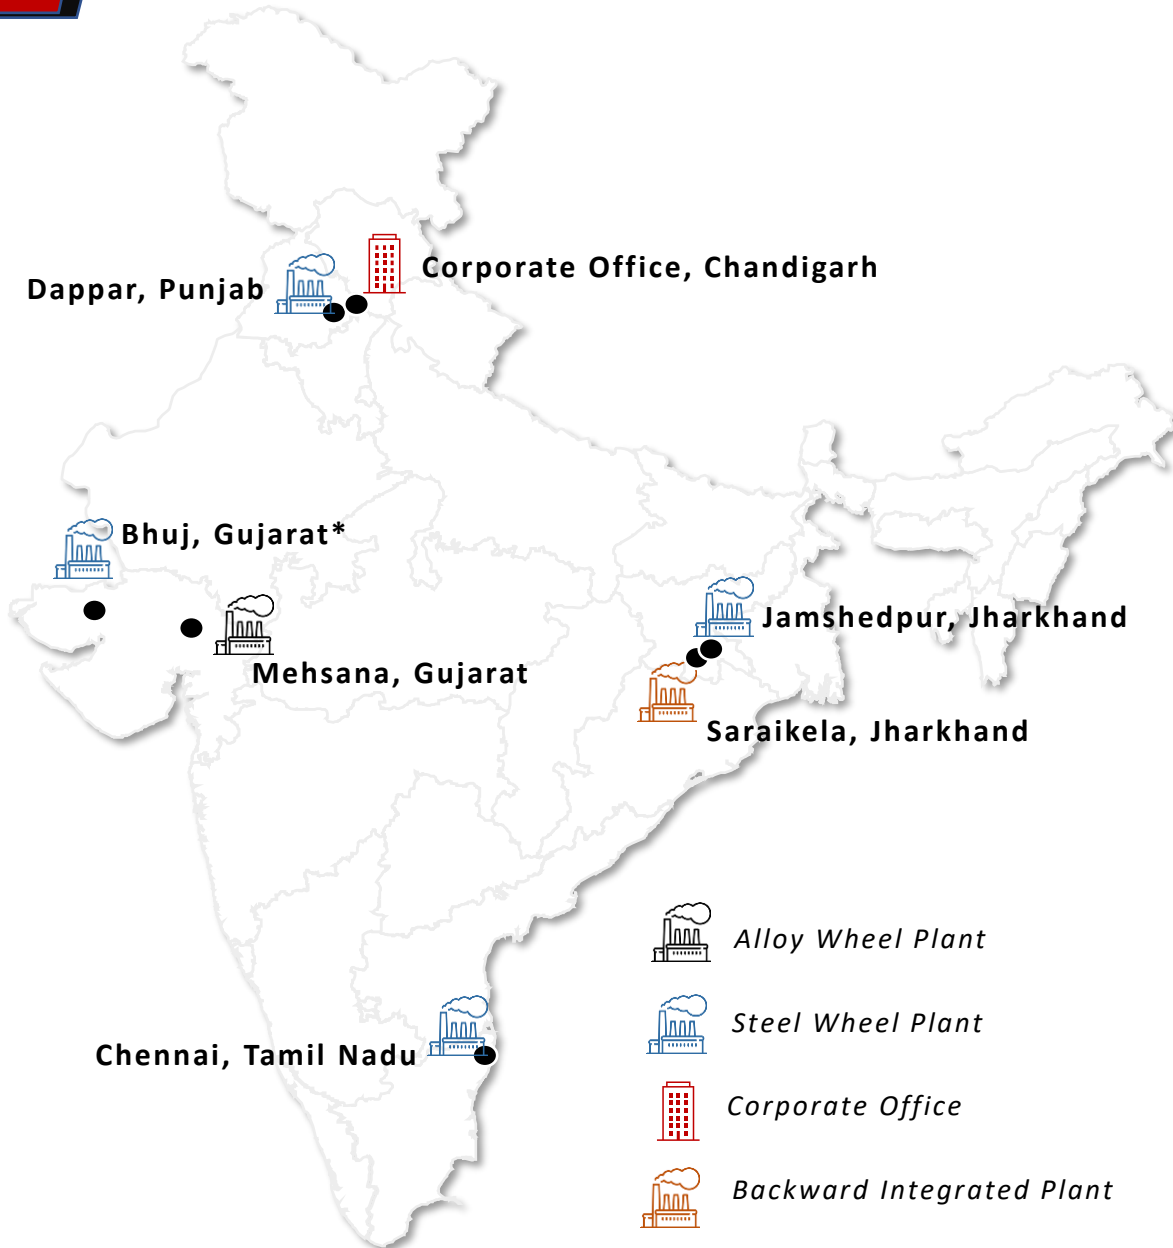 Corporate Office, Chandigarh
Dappar, Punjab
Bhuj, Gujarat*
Mehsana, Gujarat
Jamshedpur, Jharkhand
Saraikela, Jharkhand
Chennai, Tamil Nadu
Alloy Wheel Plant
Steel Wheel Plant
Corporate Office
Backward Integrated Plant